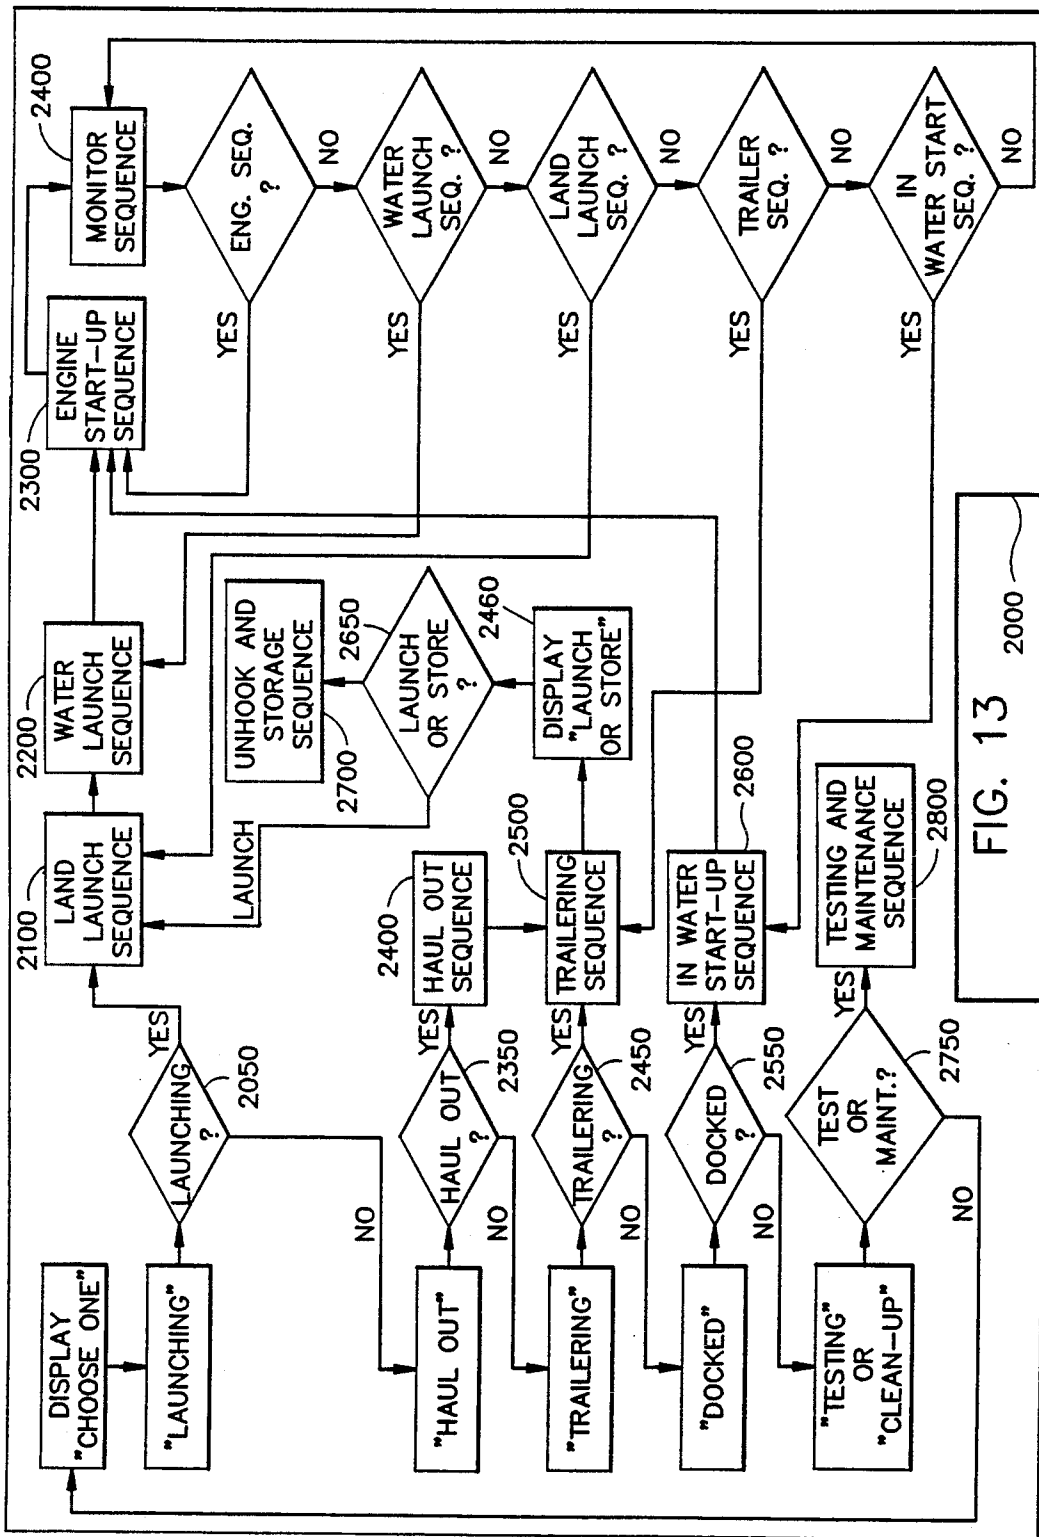 DISPLAY
"CHOOSE ONE"
"LAUNCHING"
LAUNCHING
?
2050
YES
NO
2100
LAND
LAUNCH
SEQUENCE
2200
WATER
LAUNCH
SEQUENCE
2300
ENGINE
START-UP
SEQUENCE
2400
MONITOR
SEQUENCE
ENG. SEQ.
?
YES
NO
WATER
LAUNCH
SEQ. ?
YES
NO
LAND
LAUNCH
SEQ. ?
YES
NO
TRAILER
SEQ. ?
YES
NO
IN
WATER START
SEQ. ?
YES
NO
"HAUL OUT"
HAUL OUT
?
2350
YES
NO
2400
HAUL OUT
SEQUENCE
LAUNCH
UNHOOK AND
STORAGE
SEQUENCE
2700
2650
LAUNCH
OR STORE
?
2460
DISPLAY
"LAUNCH
OR STORE"
"TRAILERING"
TRAILERING
?
2450
YES
NO
2500
TRAILERING
SEQUENCE
"DOCKED"
DOCKED
?
2550
YES
NO
IN WATER
START-UP
SEQUENCE
2600
"TESTING"
OR
"CLEAN-UP"
TEST
OR
MAINT.?
2750
YES
NO
TESTING AND
MAINTENANCE
SEQUENCE
2800
FIG. 13
2000